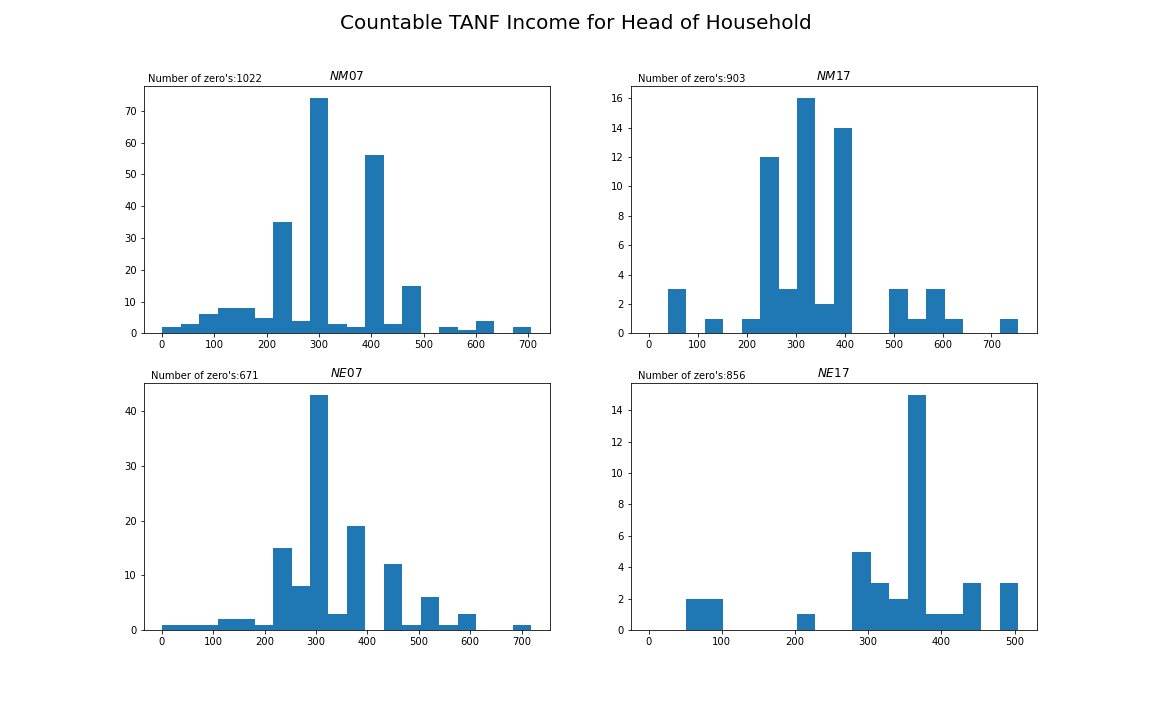 Countable TANF Income for Head of Household
Number of zero's:1022
NM07
70
60
50
40
30
20
10
0
0 100 200 300 400 500 600 700
Number of zero's:903
NM17
16
14
12
10
8
6
4
2
0
0 100 200 300 400 500 600 700
Number of zero's:671
NE07
40
30
20
10
0
0 100 200 300 400 500 600 700
Number of zero's:856
NE17
14
12
10
8
6
4
2
0
0 100 200 300 400 500